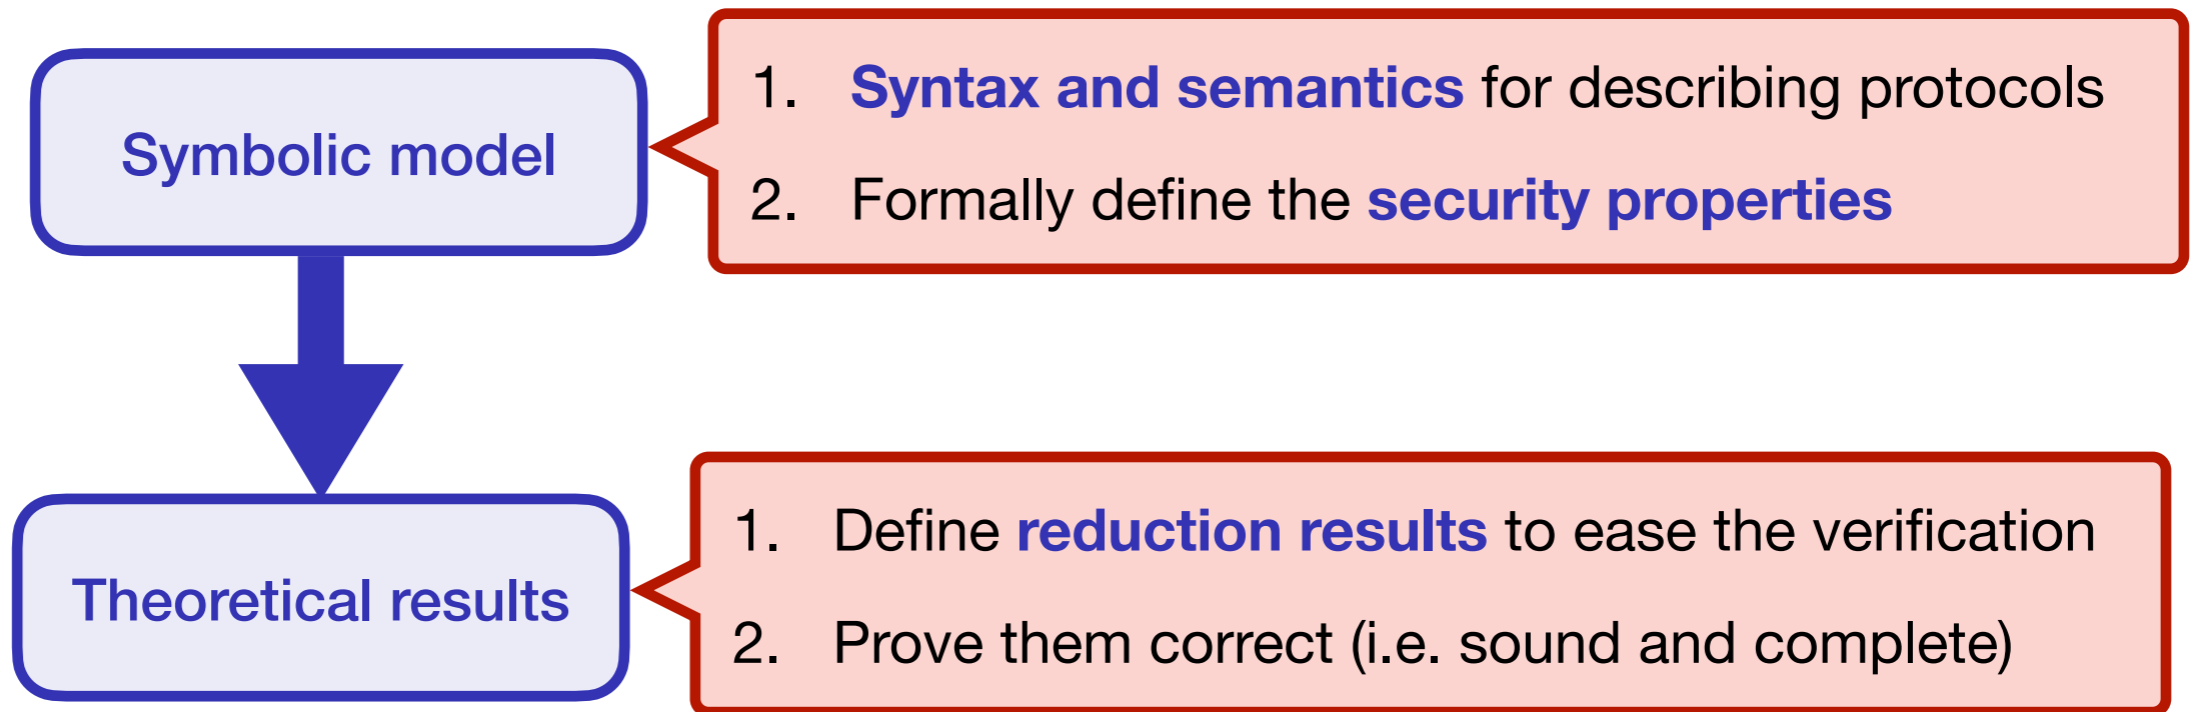 Symbolic model
1. Syntax and semantics for describing protocols
2. Formally define the security properties
Theoretical results
1. Define reduction results to ease the verification
2. Prove them correct (i.e. sound and complete)